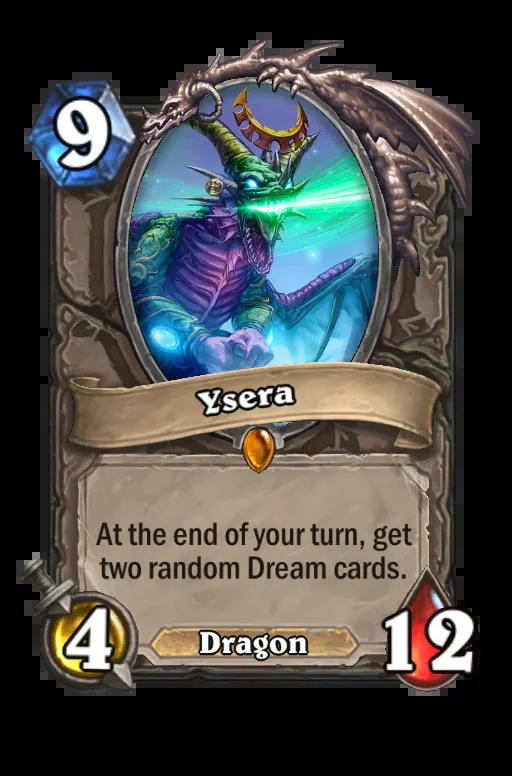 9
Ysera
At the end of your turn, get
two random Dream cards.
4
Dragon
12